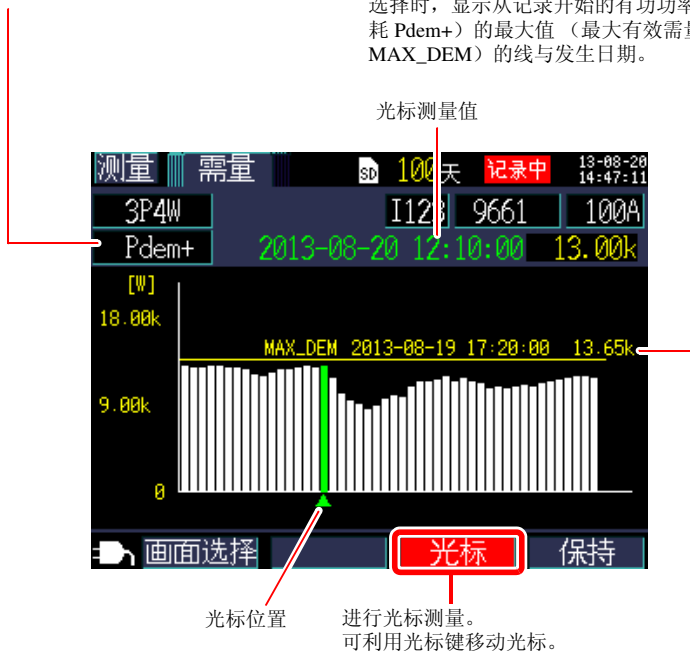 选择时，显示从记录开始的有功功率
耗 Pdem+）的最大值 （最大有效需量
MAX_DEM）的线与发生日期。
光标测量值
测量 需量 SD 100天 记录中 13-08-20 14:47:11
3P4W I123 9661 100A
Pdem+ 2013-08-20 12:10:00 13.00k
[W]
18.00k
MAX_DEM 2013-08-19 17:20:00 13.65k
9.00k
0
画面选择 光标 保持
光标位置
进行光标测量。
可利用光标键移动光标。